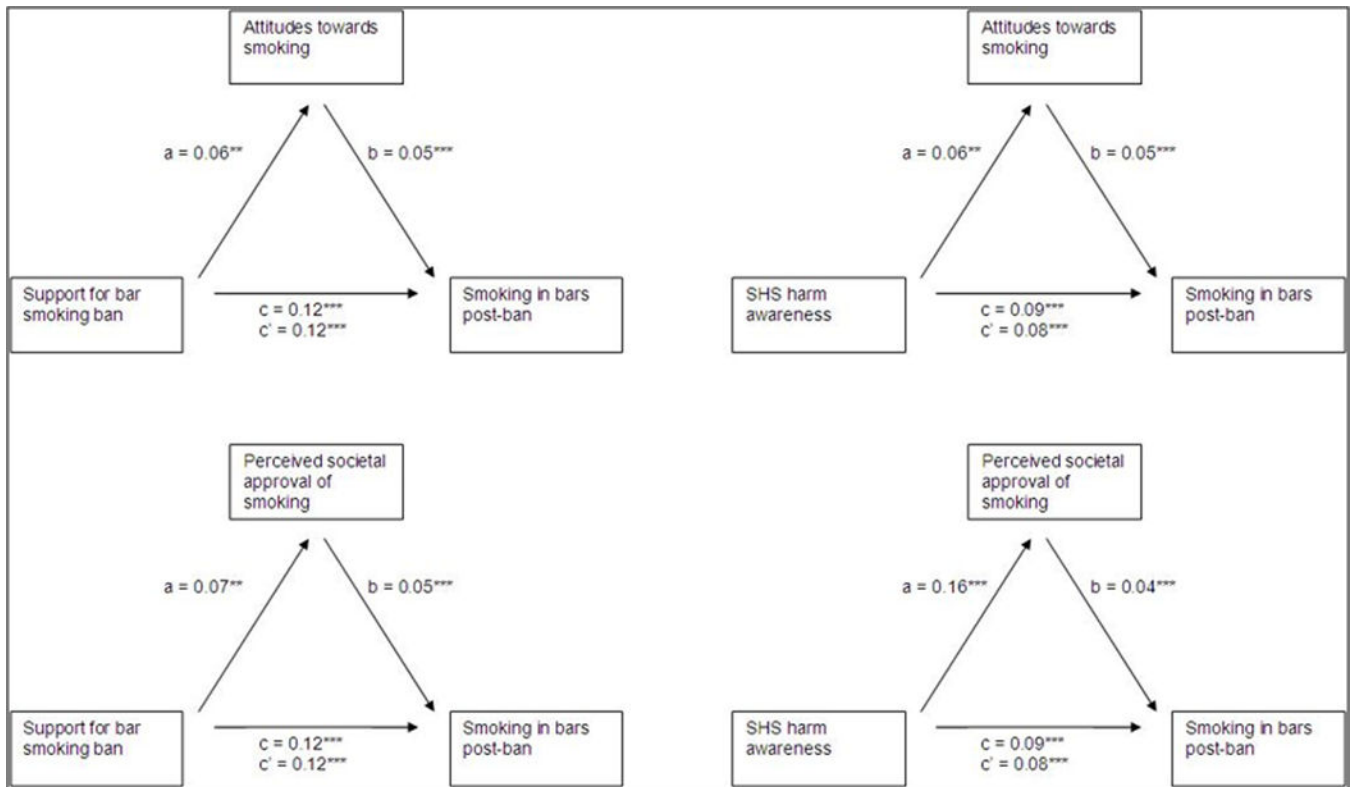 Attitudes towards
smoking
a = 0.06**
b = 0.05***
Support for bar
smoking ban
c = 0.12***
c' = 0.12***
Smoking in bars
post-ban
Attitudes towards
smoking
a = 0.06**
b = 0.05***
SHS harm
awareness
c = 0.09***
c' = 0.08***
Smoking in bars
post-ban
Perceived societal
approval of
smoking
a = 0.07**
b = 0.05***
Support for bar
smoking ban
c = 0.12***
c' = 0.12***
Smoking in bars
post-ban
Perceived societal
approval of
smoking
a = 0.16***
b = 0.04***
SHS harm
awareness
c = 0.09***
c' = 0.08***
Smoking in bars
post-ban